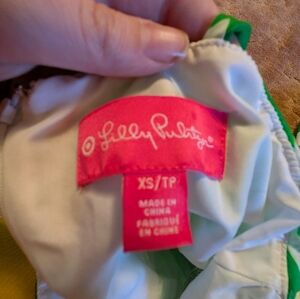 Lilly Pulitzer
XS/TP
MADE IN
CHINA
FABRIQUÉ
EN CHINE